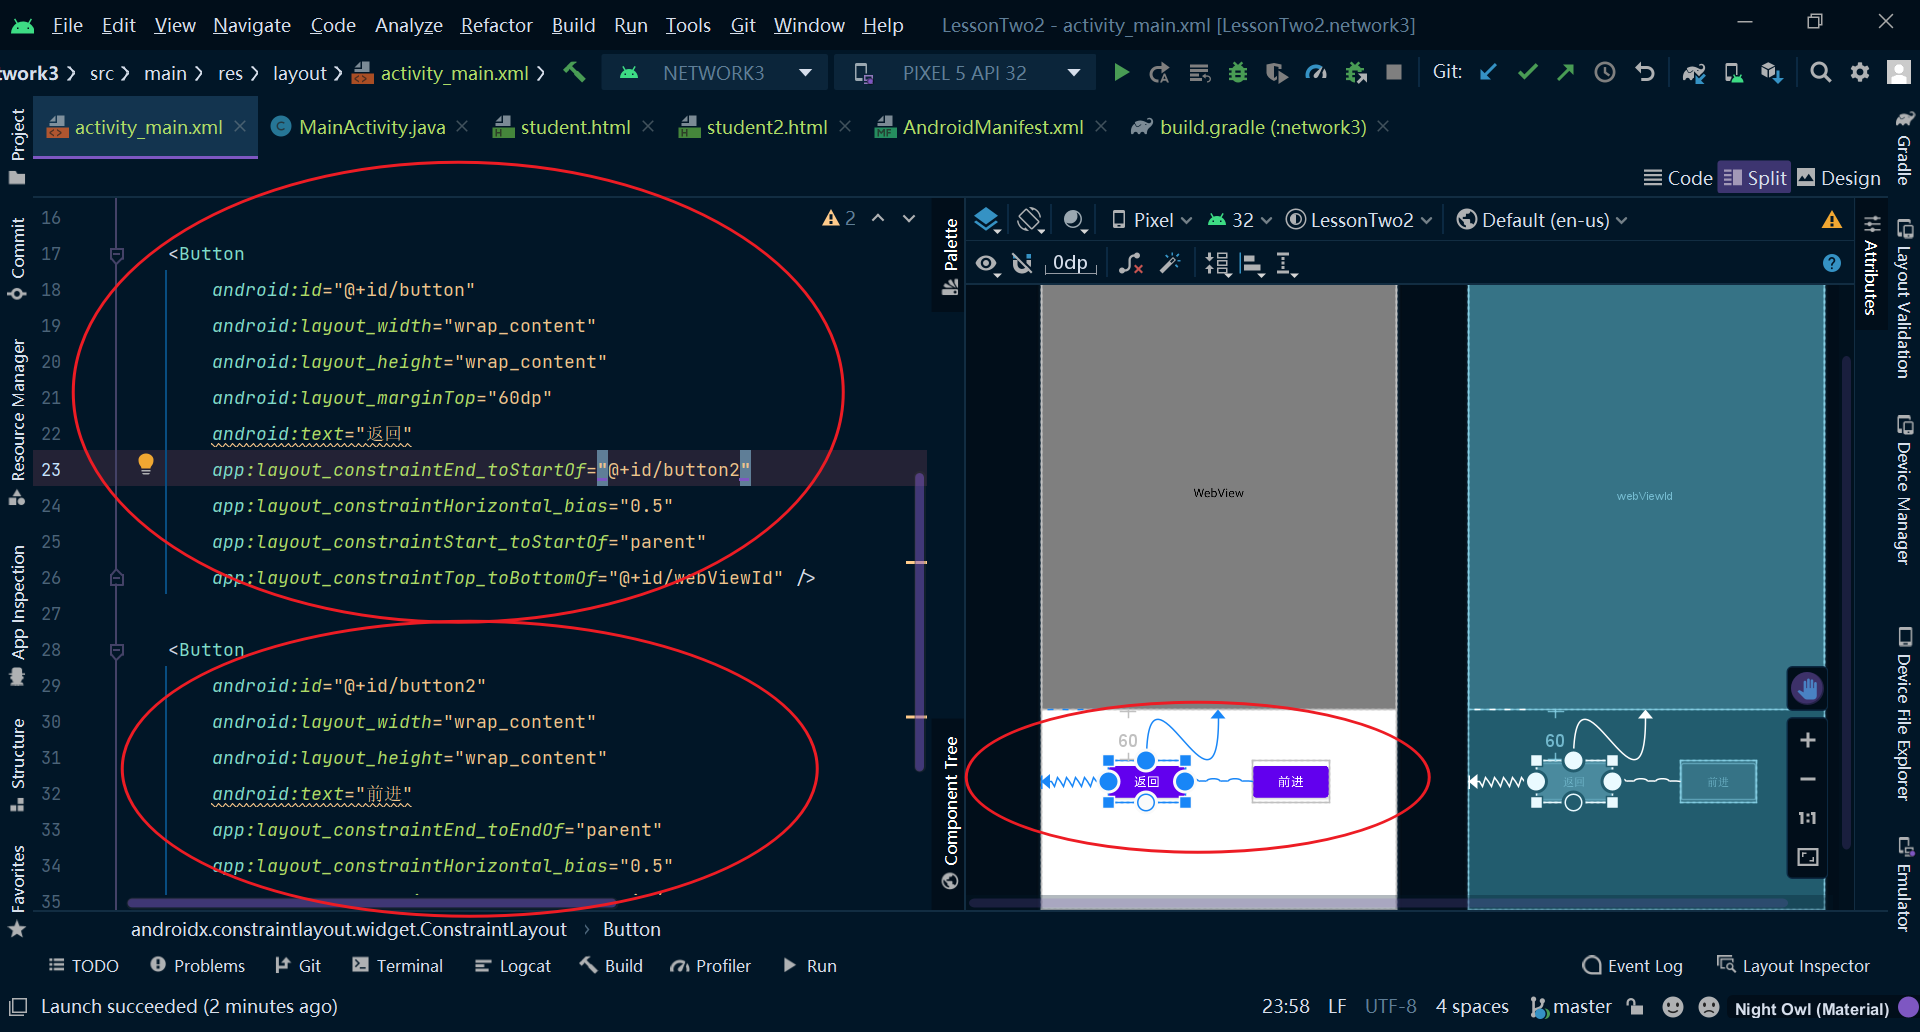 File Edit View Navigate Code Analyze Refactor Build Run Tools Git Window Help LessonTwo2 - activity_main.xml [LessonTwo2.network3]
twork3 src main res layout activity_main.xml NETWORK3 PIXEL 5 API 32 Git:
activity_main.xml MainActivity.java student.html student2.html AndroidManifest.xml build.gradle (:network3)
Code Split Design
Project
Commit
Resource Manager
App Inspection
Structure
Favorites
2
16
17 <Button
18 android:id="@+id/button"
19 android:layout_width="wrap_content"
20 android:layout_height="wrap_content"
21 android:layout_marginTop="60dp"
22 android:text="返回"
23 app:layout_constraintEnd_toStartOf="@+id/button2"
24 app:layout_constraintHorizontal_bias="0.5"
25 app:layout_constraintStart_toStartOf="parent"
26 app:layout_constraintTop_toBottomOf="@+id/webViewId" />
27
28 <Button
29 android:id="@+id/button2"
30 android:layout_width="wrap_content"
31 android:layout_height="wrap_content"
32 android:text="前进"
33 app:layout_constraintEnd_toEndOf="parent"
34 app:layout_constraintHorizontal_bias="0.5"
35
Palette
Component Tree
Pixel 32 LessonTwo2 Default (en-us)
0dp
WebView
webViewId
60
返回 前进
60
返回 前进
1:1
Attributes
Gradle
Layout Validation
Device Manager
Device File Explorer
Emulator
androidx.constraintlayout.widget.ConstraintLayout › Button
TODO Problems Git Terminal Logcat Build Profiler Run Event Log Layout Inspector
Launch succeeded (2 minutes ago) 23:58 LF UTF-8 4 spaces master Night Owl (Material)